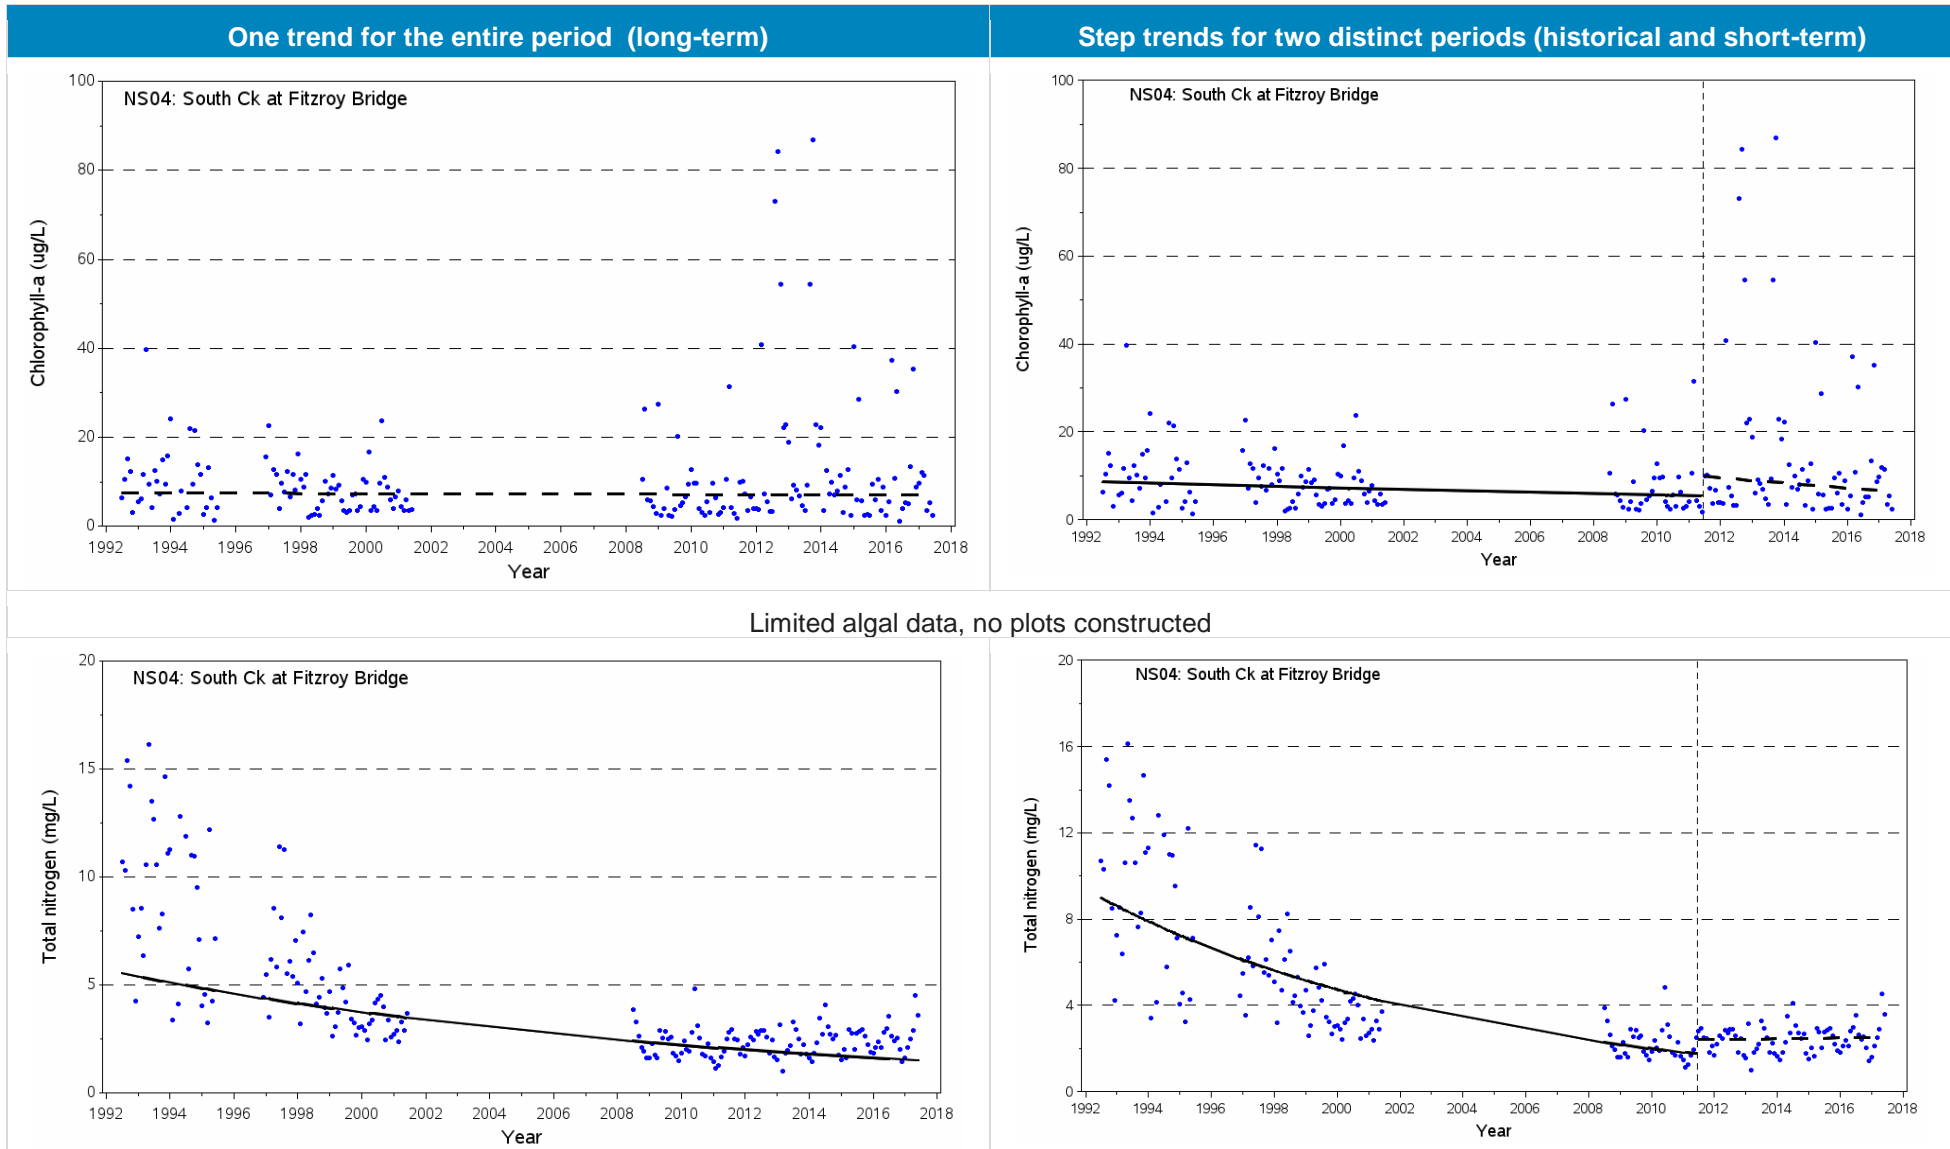 One trend for the entire period (long-term)
Step trends for two distinct periods (historical and short-term)
NS04: South Ck at Fitzroy Bridge
Chlorophyll-a (ug/L)
100
80
60
40
20
0
1992 1994 1996 1998 2000 2002 2004 2006 2008 2010 2012 2014 2016 2018
Year
NS04: South Ck at Fitzroy Bridge
Chorophyll-a (ug/L)
100
80
60
40
20
0
1992 1994 1996 1998 2000 2002 2004 2006 2008 2010 2012 2014 2016 2018
Year
Limited algal data, no plots constructed
NS04: South Ck at Fitzroy Bridge
Total nitrogen (mg/L)
20
15
10
5
0
1992 1994 1996 1998 2000 2002 2004 2006 2008 2010 2012 2014 2016 2018
Year
NS04: South Ck at Fitzroy Bridge
Total nitrogen (mg/L)
20
16
12
8
4
0
1992 1994 1996 1998 2000 2002 2004 2006 2008 2010 2012 2014 2016 2018
Year